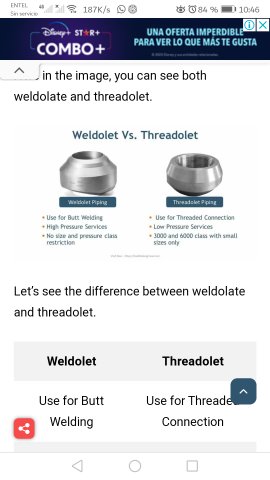 ENTEL
Sin servicio
187K/s
84 %
10:46
Disney+ ST★R+
COMBO+
UNA OFERTA IMPERDIBLE
PARA VER LO QUE MÁS TE GUSTA
in the image, you can see both
weldolate and threadolet.
Weldolet Vs. Threadolet
Weldolet Piping
Threadolet Piping
• Use for Butt Welding
• High Pressure Services
• No size and pressure class
restriction
• Use for Threaded Connection
• Low Pressure Services
• 3000 and 6000 class with small
sizes only
Let's see the difference between weldolate
and threadolet.
Weldolet
Threadolet
Use for Butt
Welding
Use for Threade
Connection